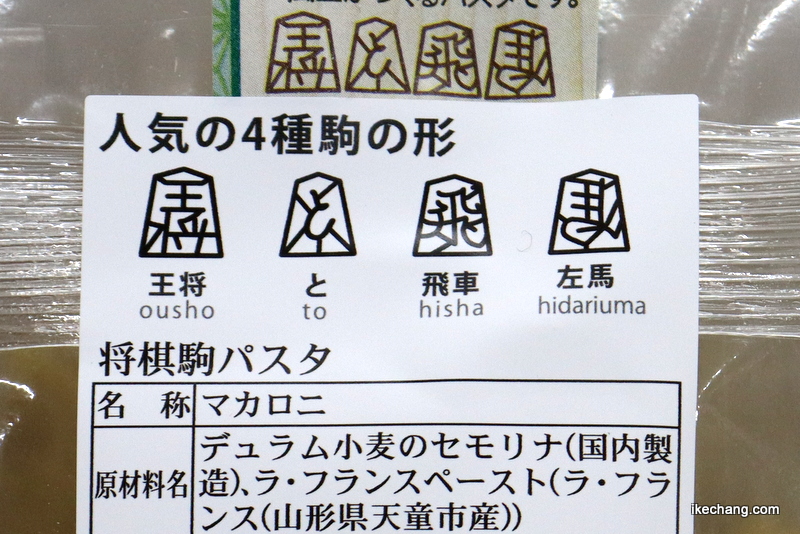 人気の4種駒の形
王将 と 飛車 左馬
ousho to hisha hidariuma
将棋駒パスタ
名 称 マカロニ
原材料名 デュラム小麦のセモリナ(国内製
造)、ラ・フランスペースト(ラ・フラ
ンス(山形県天童市産))
ikechang.com